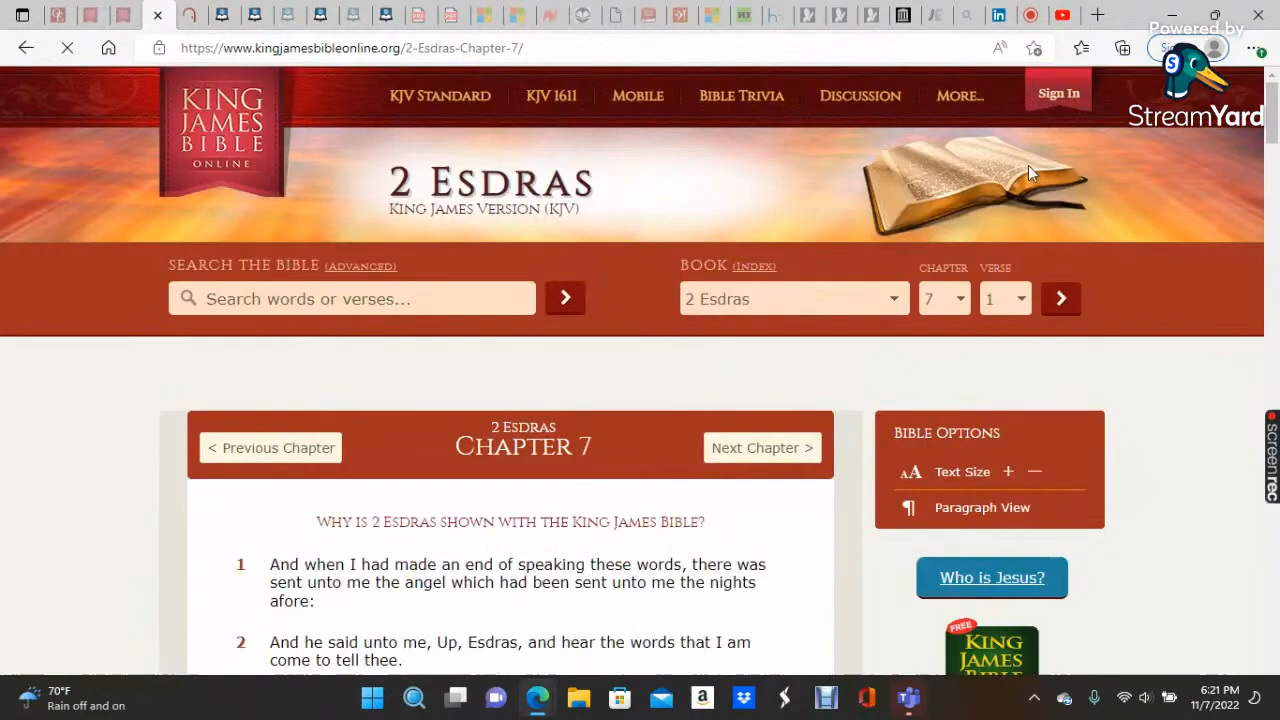 Powered by
StreamYard
https://www.kingjamesbibleonline.org/2-Esdras-Chapter-7/
KING
JAMES
BIBLE
ONLINE
KJV STANDARD
KJV 1611
MOBILE
BIBLE TRIVIA
DISCUSSION
MORE...
Sign In
2 ESDRAS
KING JAMES VERSION (KJV)
SEARCH THE BIBLE (ADVANCED)
Search words or verses...
BOOK (INDEX)
CHAPTER
VERSE
2 Esdras
7
1
2 ESDRAS
CHAPTER 7
< Previous Chapter
Next Chapter >
WHY IS 2 ESDRAS SHOWN WITH THE KING JAMES BIBLE?
1 And when I had made an end of speaking these words, there was
sent unto me the angel which had been sent unto me the nights
afore:
2 And he said unto me, Up, Esdras, and hear the words that I am
come to tell thee.
BIBLE OPTIONS
AA Text Size + —
¶ Paragraph View
Who is Jesus?
FREE
KING
JAMES
BIBLE
screenrec
70°F
Rain off and on
6:21 PM
11/7/2022